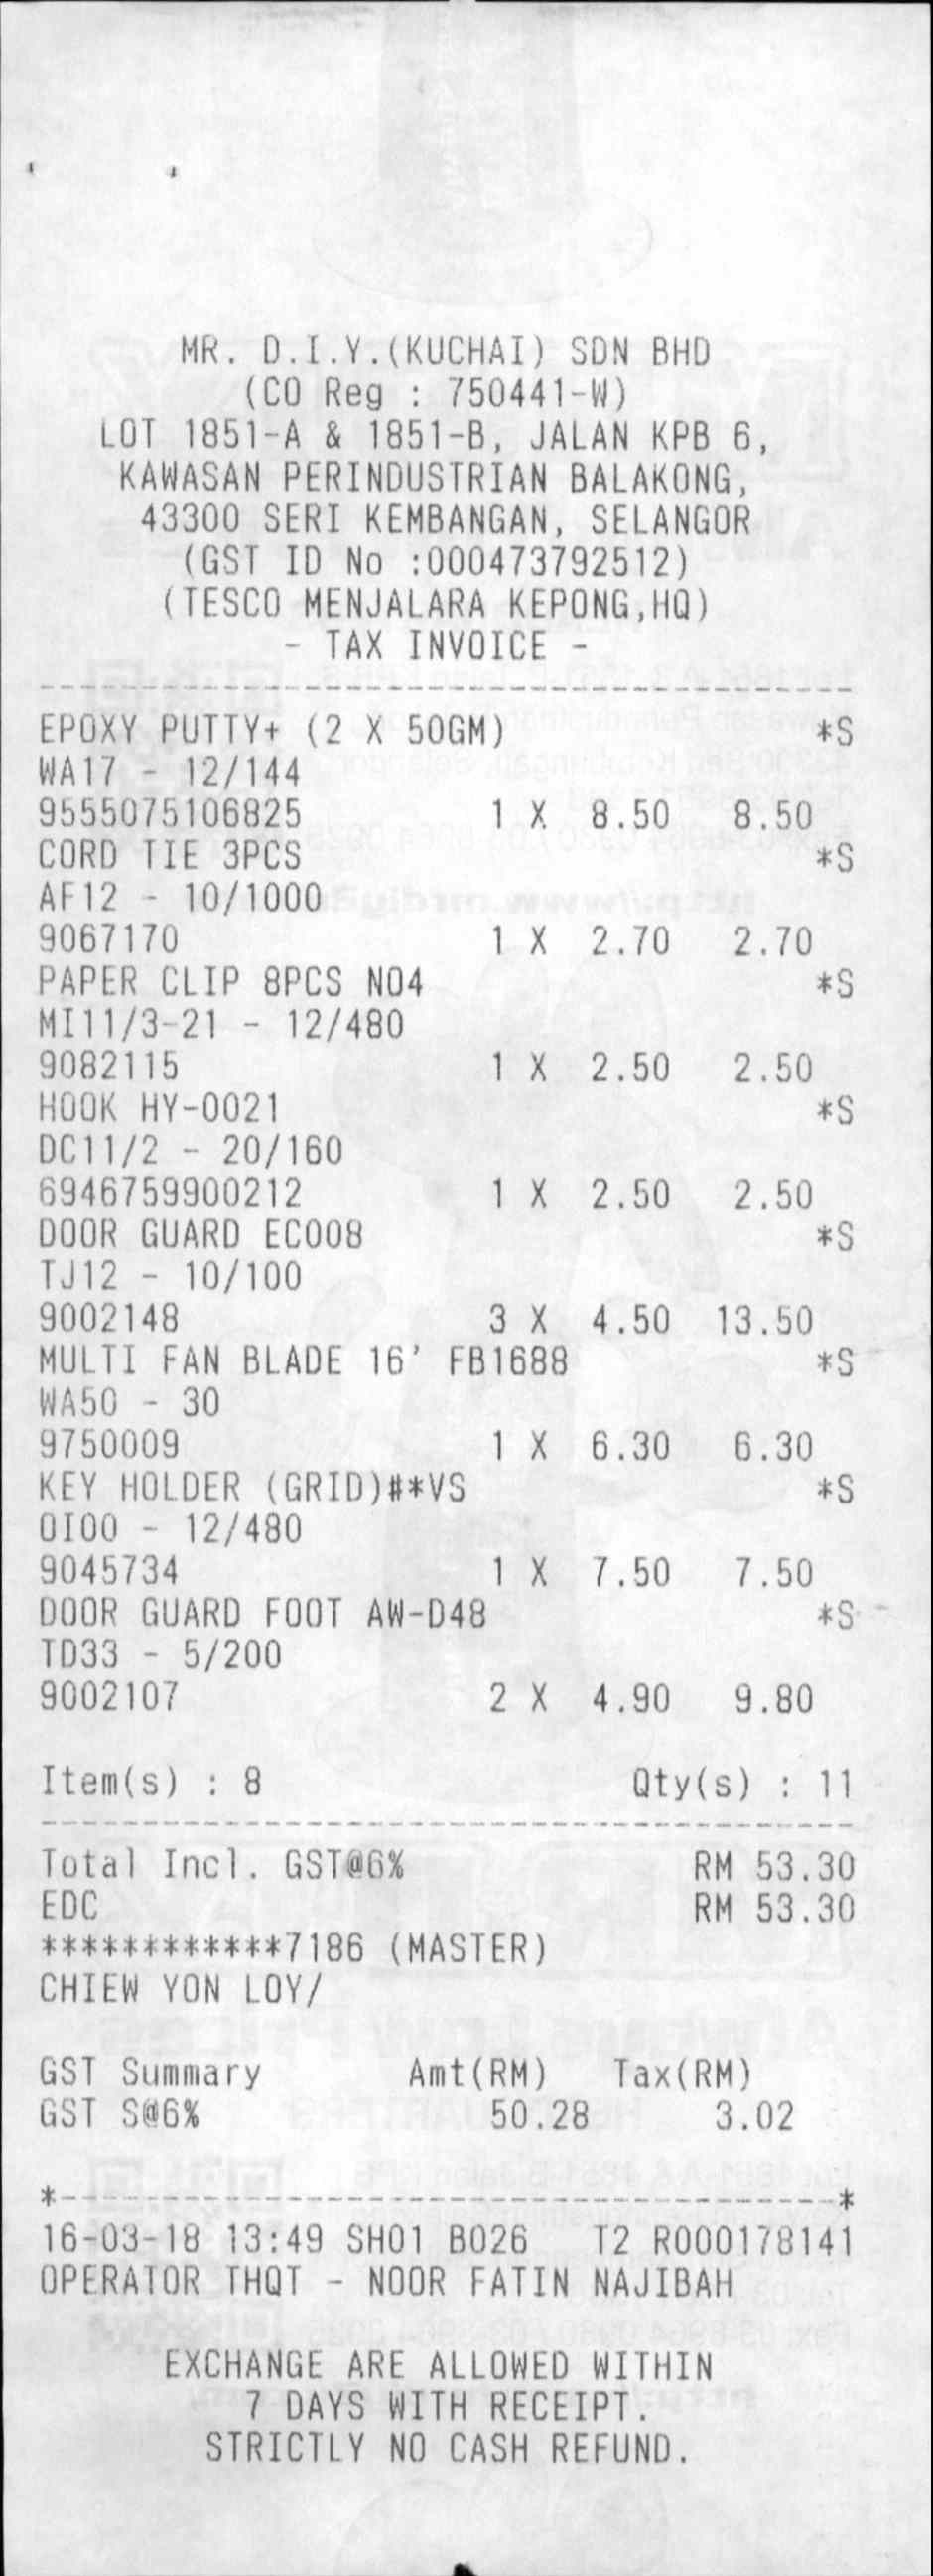 MR. D.I.Y.(KUCHAI) SDN BHD
(CO Reg : 750441-W)
LOT 1851-A & 1851-B, JALAN KPB 6,
KAWASAN PERINDUSTRIAN BALAKONG,
43300 SERI KEMBANGAN, SELANGOR
(GST ID No :000473792512)
(TESCO MENJALARA KEPONG,HQ)
- TAX INVOICE -
EPOXY PUTTY+ (2 X 50GM) *S
WA17 - 12/144
9555075106825 1 X 8.50 8.50
CORD TIE 3PCS *S
AF12 - 10/1000
9067170 1 X 2.70 2.70
PAPER CLIP 8PCS NO4 *S
MI11/3-21 - 12/480
9082115 1 X 2.50 2.50
HOOK HY-0021 *S
DC11/2 - 20/160
6946759900212 1 X 2.50 2.50
DOOR GUARD EC008 *S
TJ12 - 10/100
9002148 3 X 4.50 13.50
MULTI FAN BLADE 16' FB1688 *S
WA50 - 30
9750009 1 X 6.30 6.30
KEY HOLDER (GRID)#*VS *S
OI00 - 12/480
9045734 1 X 7.50 7.50
DOOR GUARD FOOT AW-D48 *S
TD33 - 5/200
9002107 2 X 4.90 9.80
Item(s) : 8 Qty(s) : 11
Total Incl. GST@6% RM 53.30
EDC RM 53.30
************7186 (MASTER)
CHIEW YON LOY/
GST Summary Amt(RM) Tax(RM)
GST S@6% 50.28 3.02
*--------------------------------------*
16-03-18 13:49 SH01 B026 T2 R000178141
OPERATOR THQT - NOOR FATIN NAJIBAH
EXCHANGE ARE ALLOWED WITHIN
7 DAYS WITH RECEIPT.
STRICTLY NO CASH REFUND.